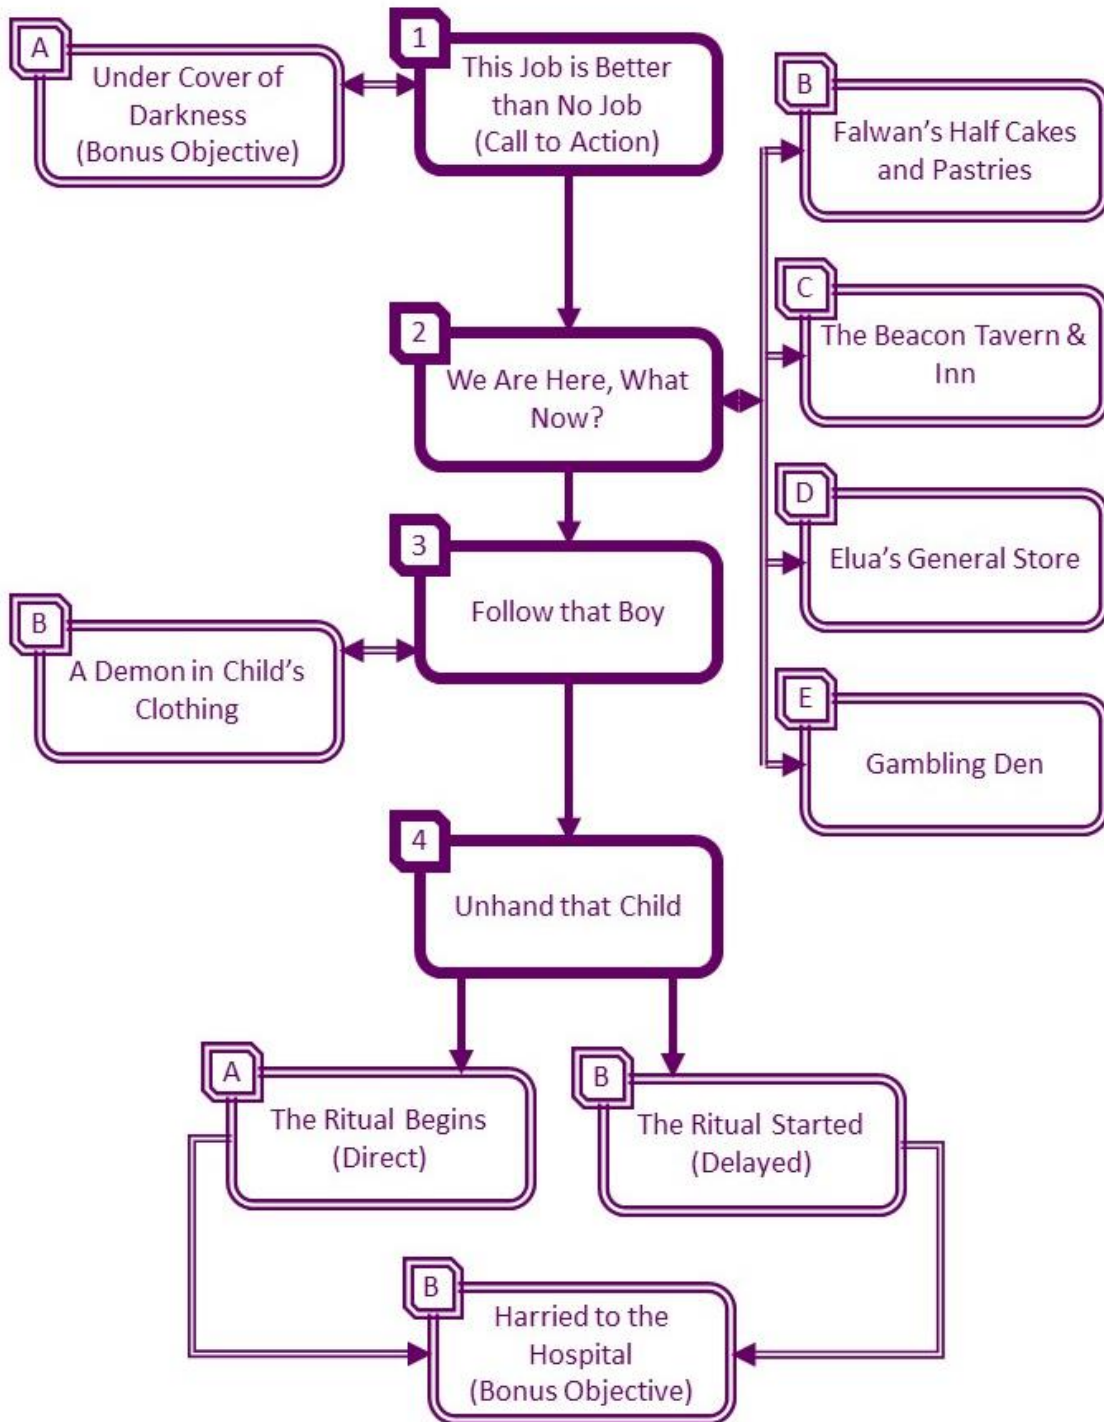 A
Under Cover of
Darkness
(Bonus Objective)
1
This Job is Better
than No Job
(Call to Action)
B
Falwan’s Half Cakes
and Pastries
2
We Are Here, What
Now?
C
The Beacon Tavern &
Inn
D
Elua’s General Store
3
Follow that Boy
B
A Demon in Child’s
Clothing
E
Gambling Den
4
Unhand that Child
A
The Ritual Begins
(Direct)
B
The Ritual Started
(Delayed)
B
Harried to the
Hospital
(Bonus Objective)